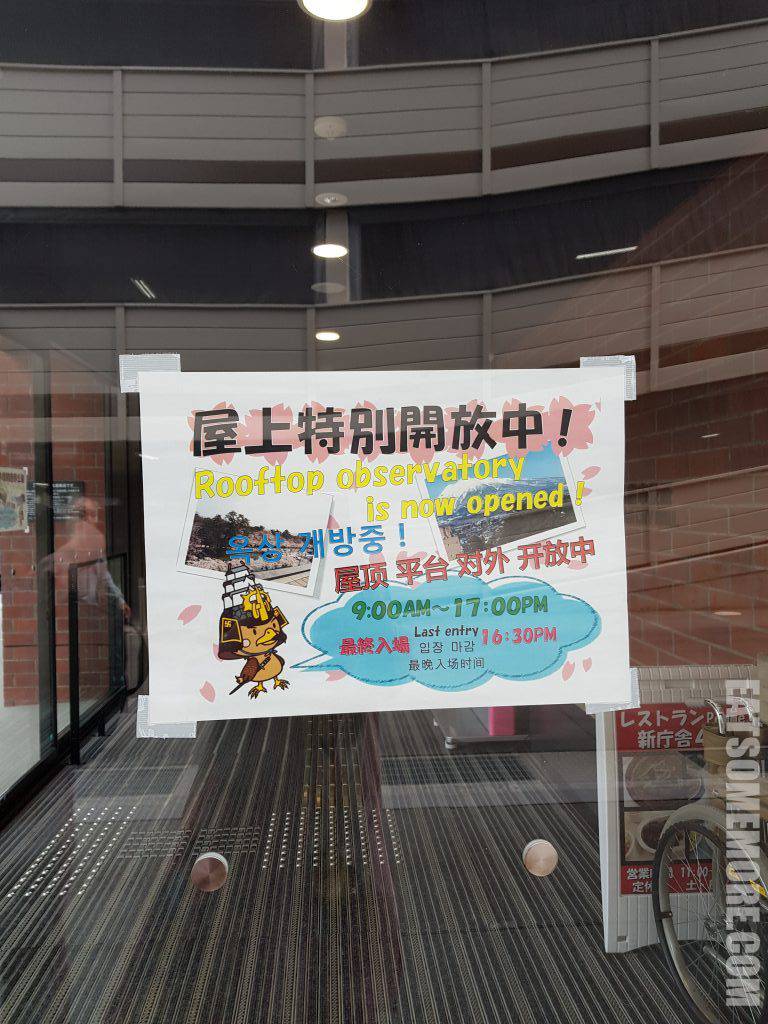 屋上特別開放中！
Rooftop observatory
is now opened !
옥상 개방중 !
屋顶 平台 对外 开放中
9:00AM～17:00PM
最終入場 Last entry 입장 마감 16:30PM
最晚入场时间
レストラン
新庁舎
営業
定休
土
EATSOMEMORE.COM